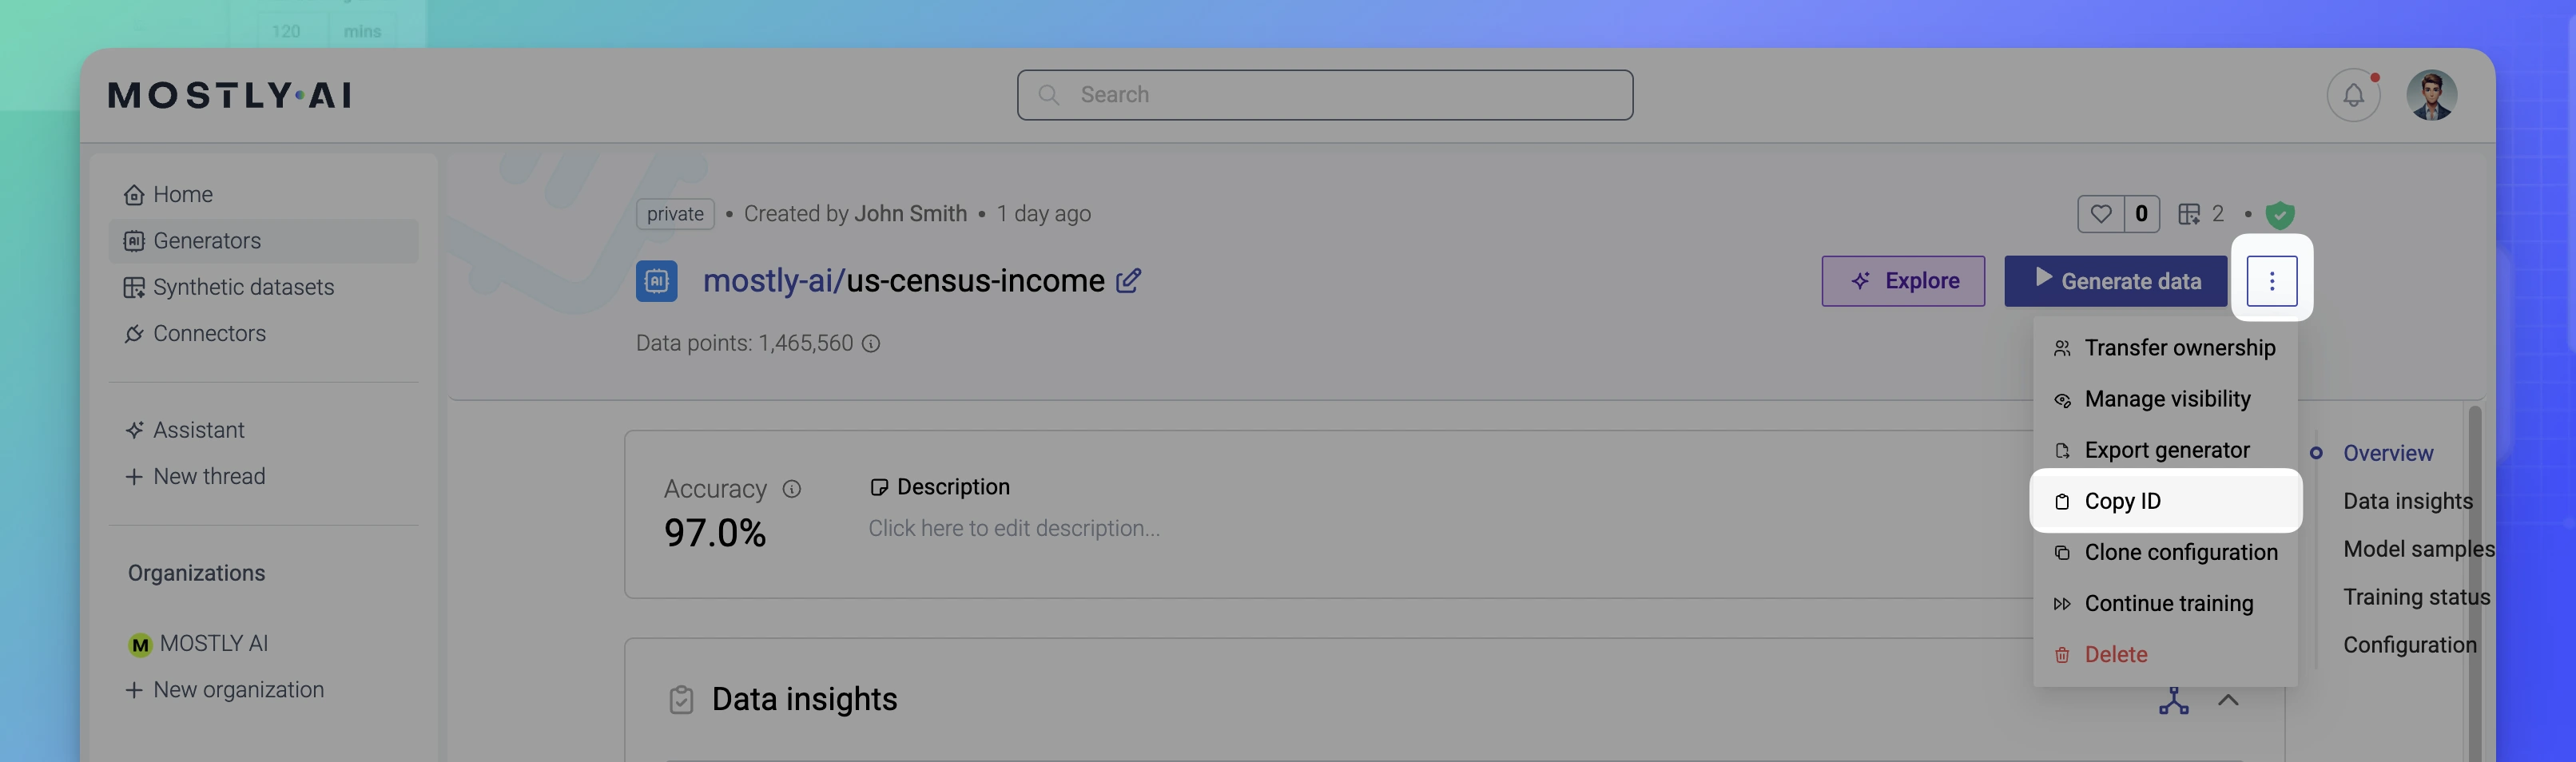 120 mins
MOSTLY AI
Search
Home
Generators
Synthetic datasets
Connectors
Assistant
New thread
Organizations
M MOSTLY AI
New organization
private • Created by John Smith • 1 day ago
0 2 •
AI mostly-ai/us-census-income
Explore
Generate data
Data points: 1,465,560
Transfer ownership
Manage visibility
Export generator
Copy ID
Clone configuration
Continue training
Delete
Accuracy
97.0%
Description
Click here to edit description...
Overview
Data insights
Model samples
Training status
Configuration
Data insights